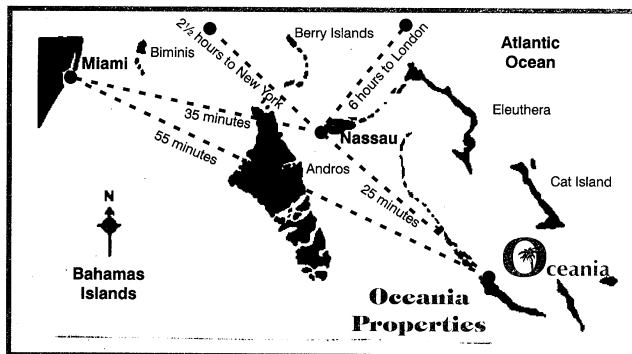 2½ hours to New York
Berry Islands
6 hours to London
Atlantic
Ocean
Miami
Biminis
Eleuthera
35 minutes
Nassau
55 minutes
Andros
Cat Island
25 minutes
N
Bahamas
Islands
Oceania
Oceania
Properties